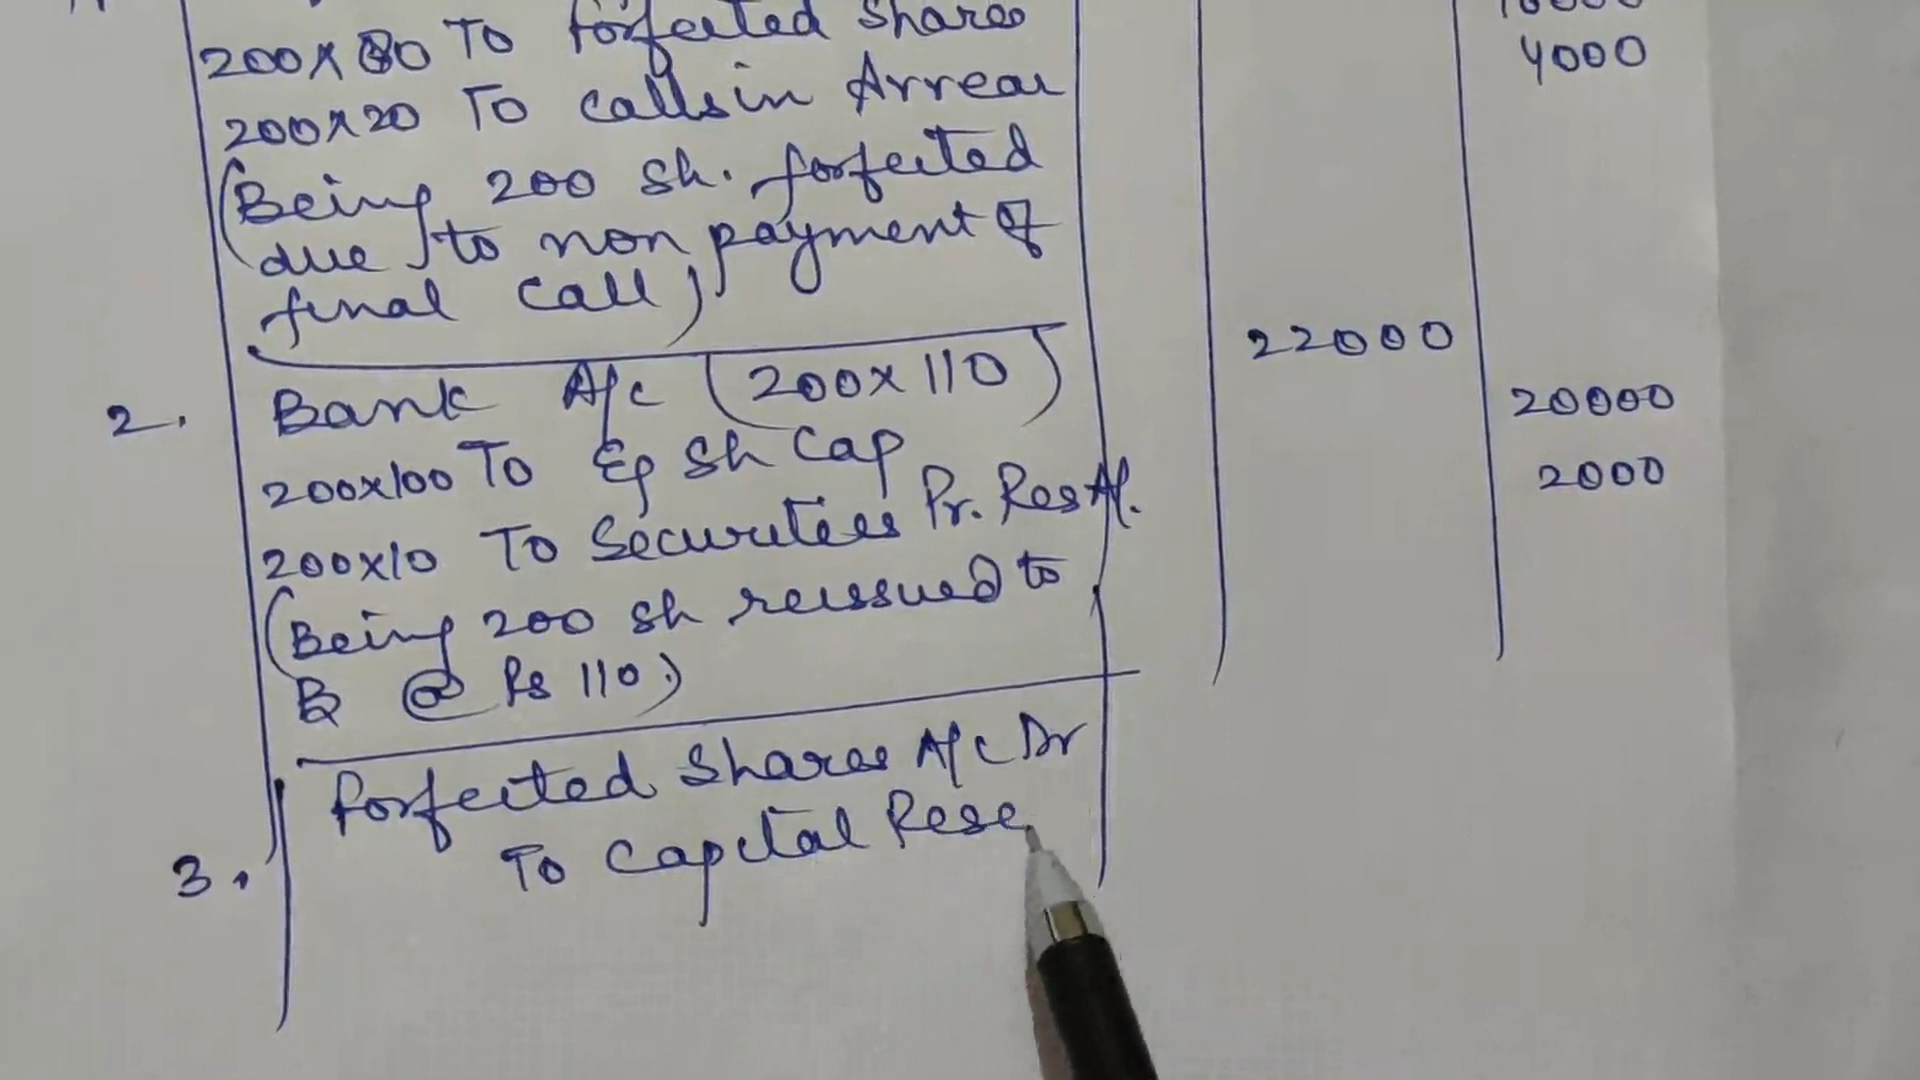 200x80 To forfeited Shares
4000
200x20 To calls in Arrear
(Being 200 sh. forfeited
due to non payment of
final call)
22000
2. Bank A/c (200x110)
20000
200x100 To Eq Sh Cap
2000
200x10 To Securities Pr. Res A/.
(Being 200 sh reissued to
B @ Rs 110.)
3. Forfeited Shares A/c Dr
To Capital Rese